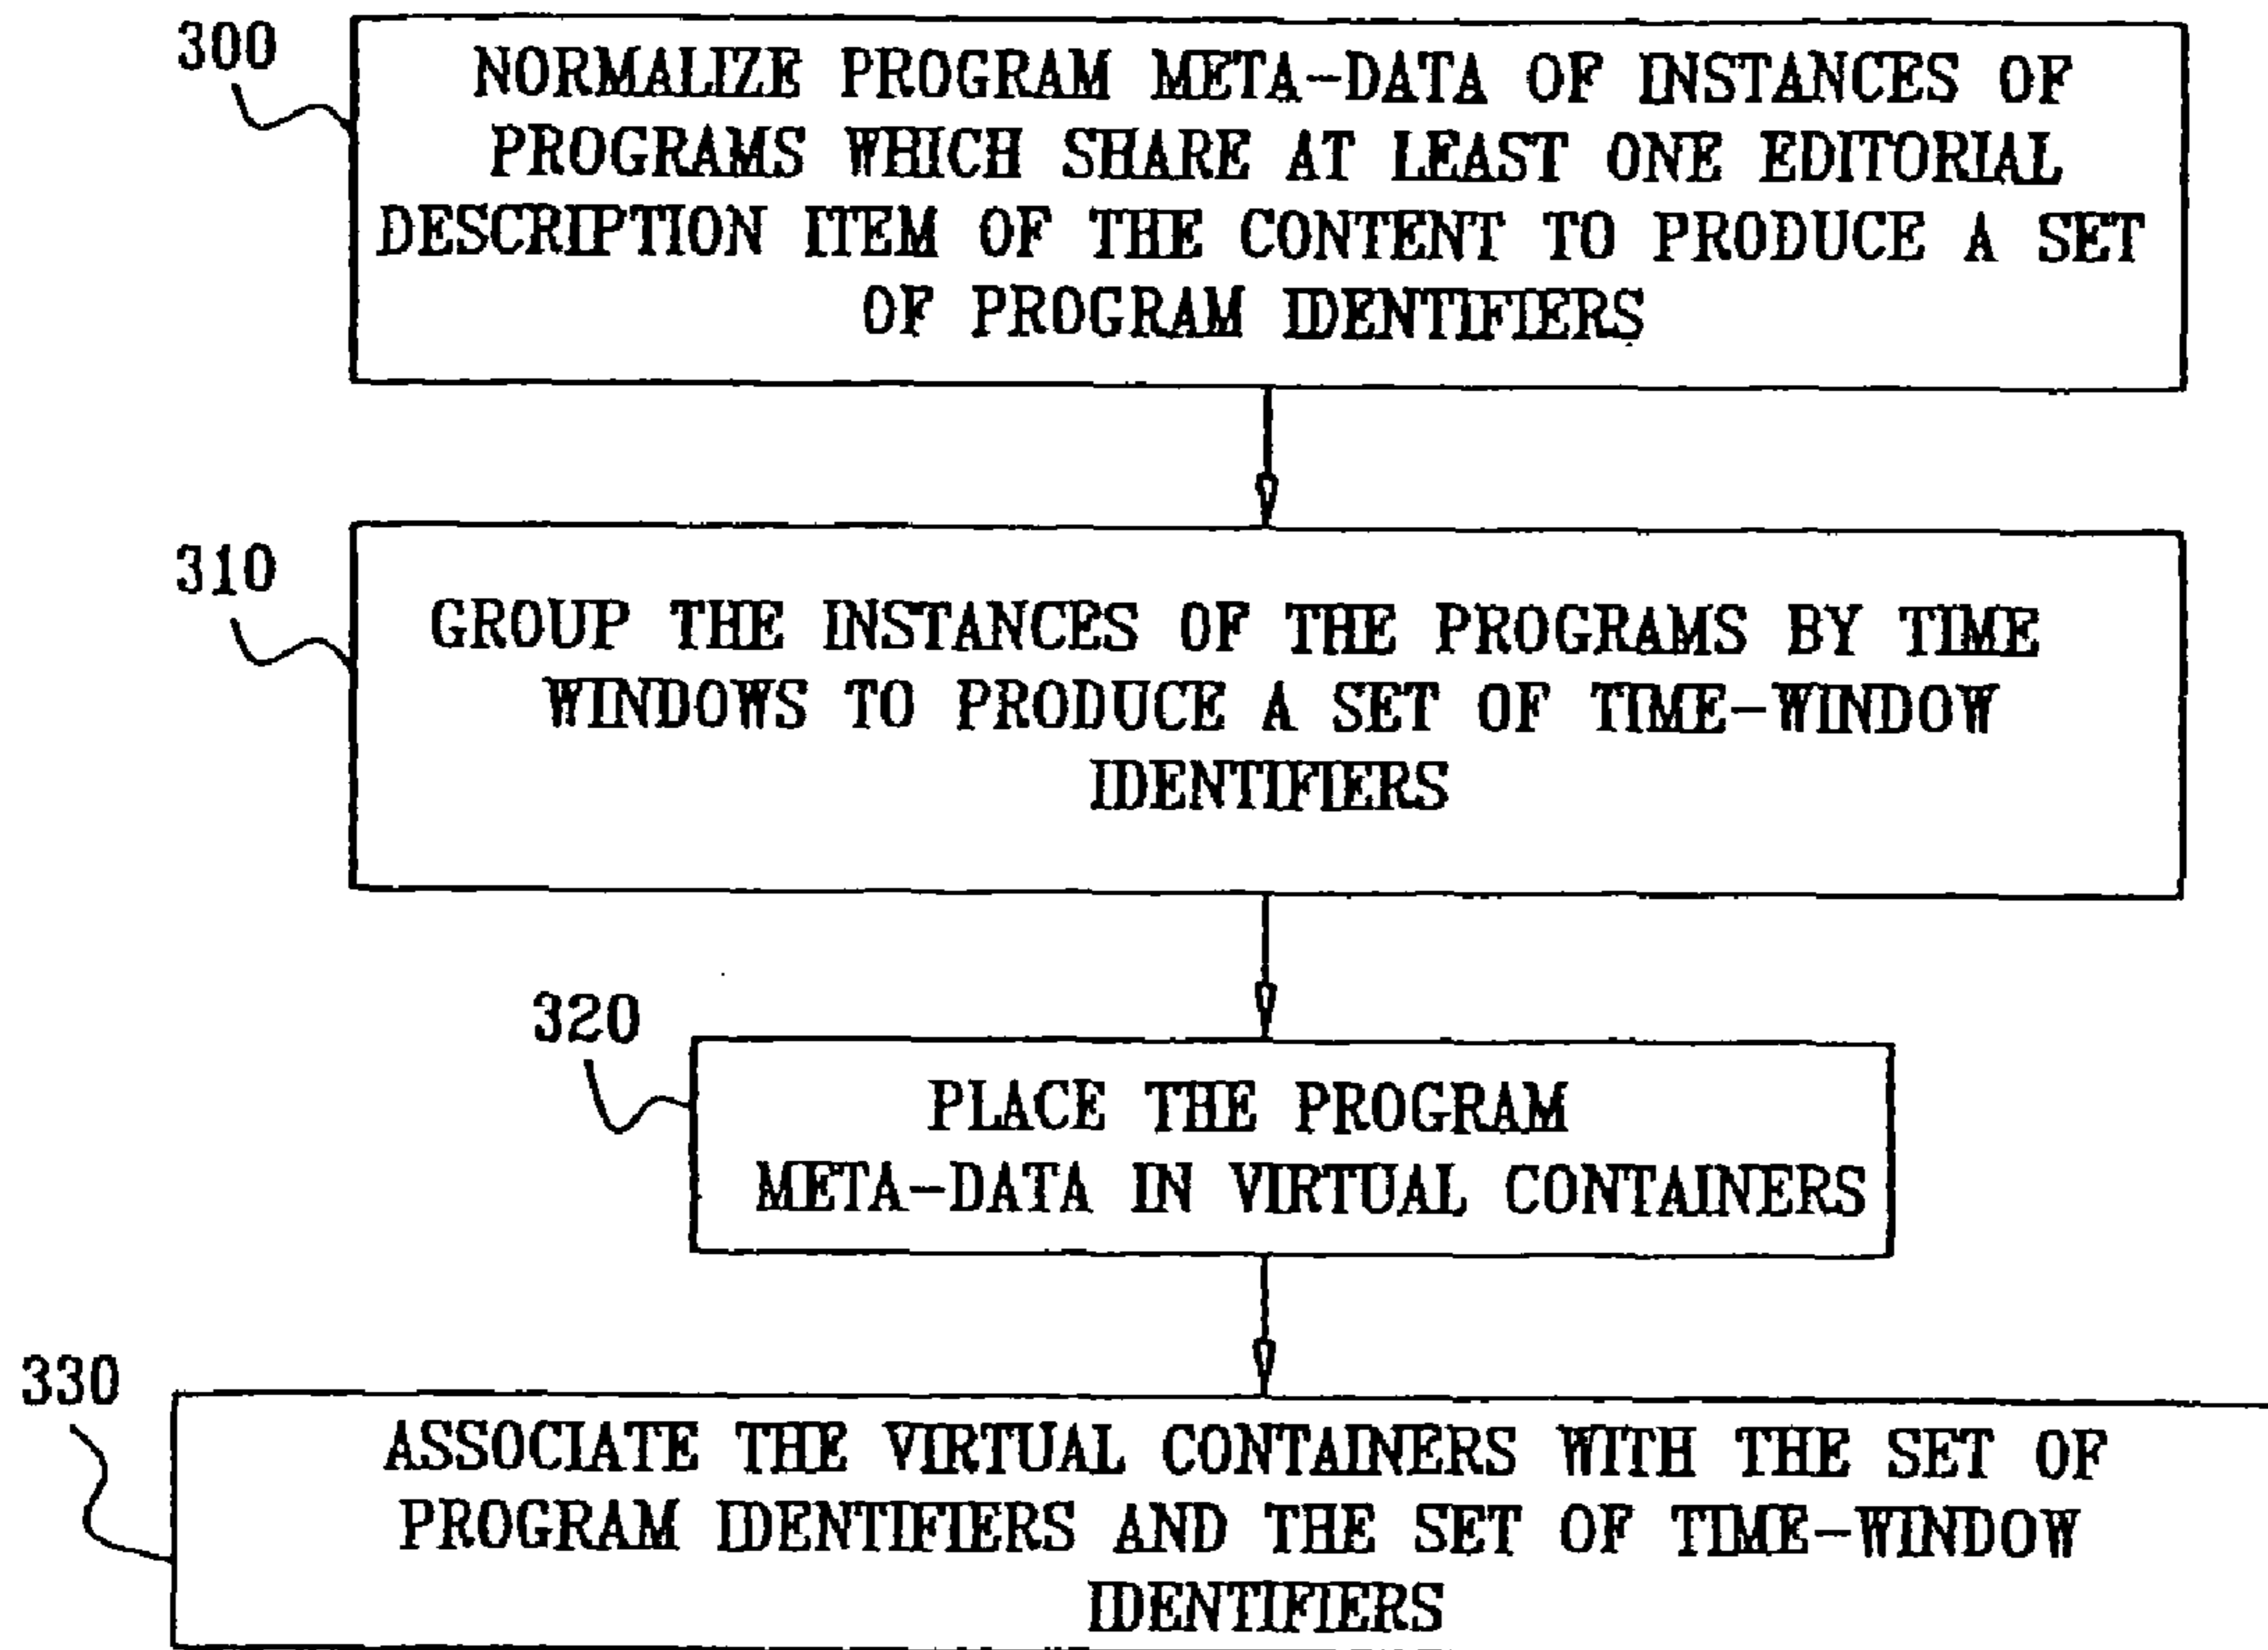 300
NORMALIZE PROGRAM META-DATA OF INSTANCES OF
PROGRAMS WHICH SHARE AT LEAST ONE EDITORIAL
DESCRIPTION ITEM OF THE CONTENT TO PRODUCE A SET
OF PROGRAM IDENTIFIERS
310
GROUP THE INSTANCES OF THE PROGRAMS BY TIME
WINDOWS TO PRODUCE A SET OF TIME-WINDOW
IDENTIFIERS
320
PLACE THE PROGRAM
META-DATA IN VIRTUAL CONTAINERS
330
ASSOCIATE THE VIRTUAL CONTAINERS WITH THE SET OF
PROGRAM IDENTIFIERS AND THE SET OF TIME-WINDOW
IDENTIFIERS